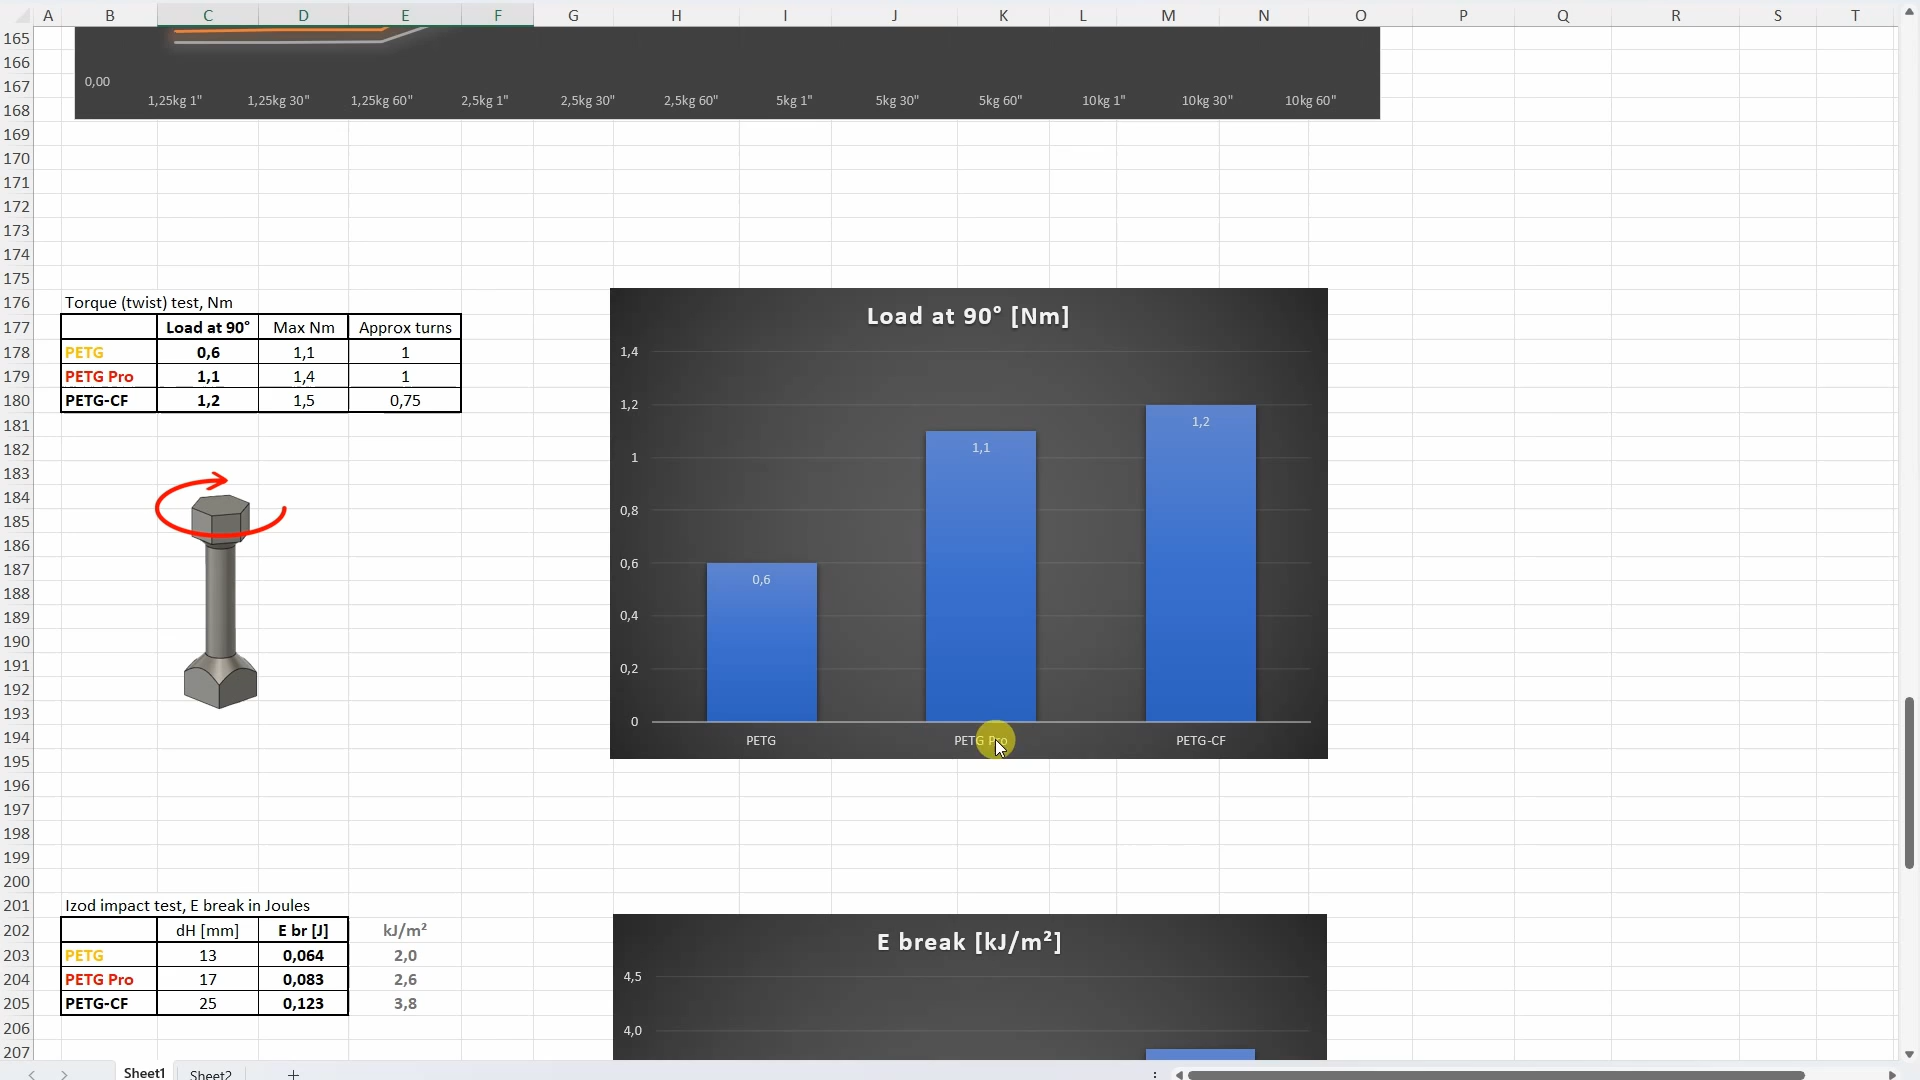 A B C D E F G H I J K L M N O P Q R S T
165
166
167 0,00
168 1,25kg 1" 1,25kg 30" 1,25kg 60" 2,5kg 1" 2,5kg 30" 2,5kg 60" 5kg 1" 5kg 30" 5kg 60" 10kg 1" 10kg 30" 10kg 60"
169
170
171
172
173
174
175
176 Torque (twist) test, Nm
177 Load at 90° Max Nm Approx turns
178 PETG 0,6 1,1 1
179 PETG Pro 1,1 1,4 1
180 PETG-CF 1,2 1,5 0,75
181
182
183
184
185
186
187
188
189
190
191
192
193
194
195
196
197
198
199
200
201 Izod impact test, E break in Joules
202 dH [mm] E br [J] kJ/m²
203 PETG 13 0,064 2,0
204 PETG Pro 17 0,083 2,6
205 PETG-CF 25 0,123 3,8
206
207
Load at 90° [Nm]
1,4
1,2
1
0,8
0,6
0,4
0,2
0
0,6
1,1
1,2
PETG PETG Pro PETG-CF
E break [kJ/m²]
4,5
4,0
Sheet1 Sheet2 +